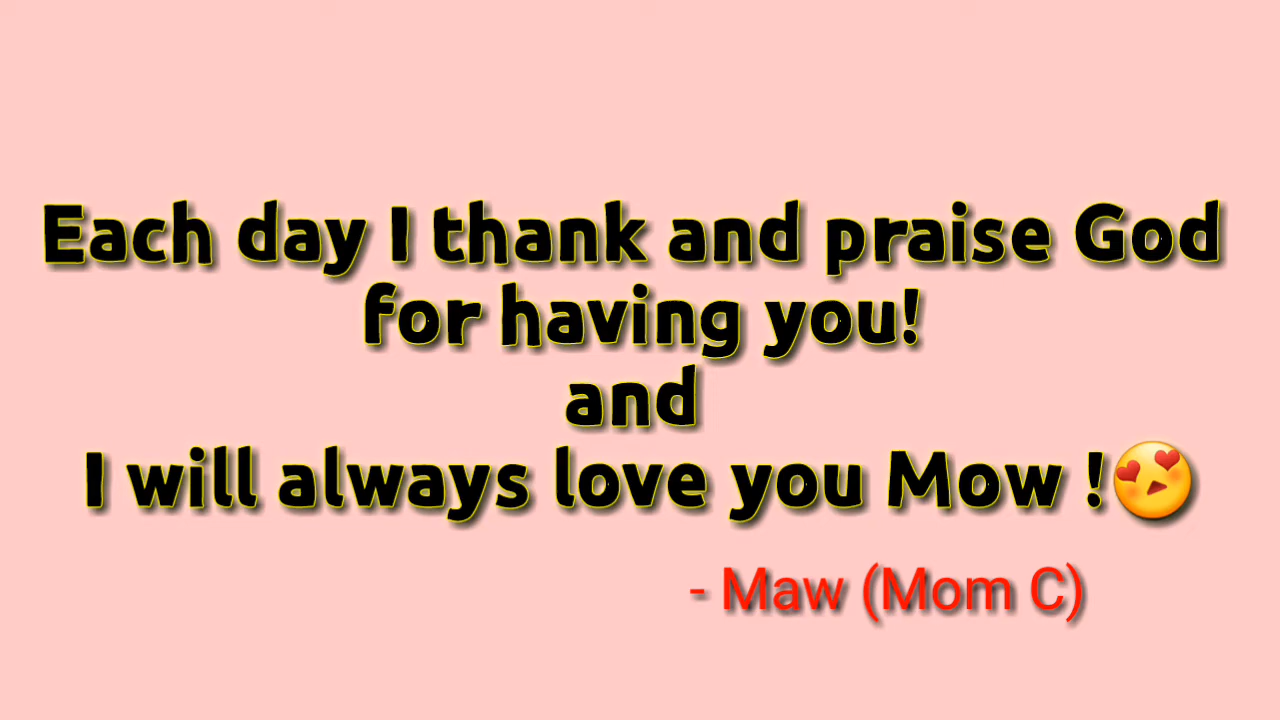 Each day I thank and praise God
for having you!
and
I will always love you Mow !😍
- Maw (Mom C)